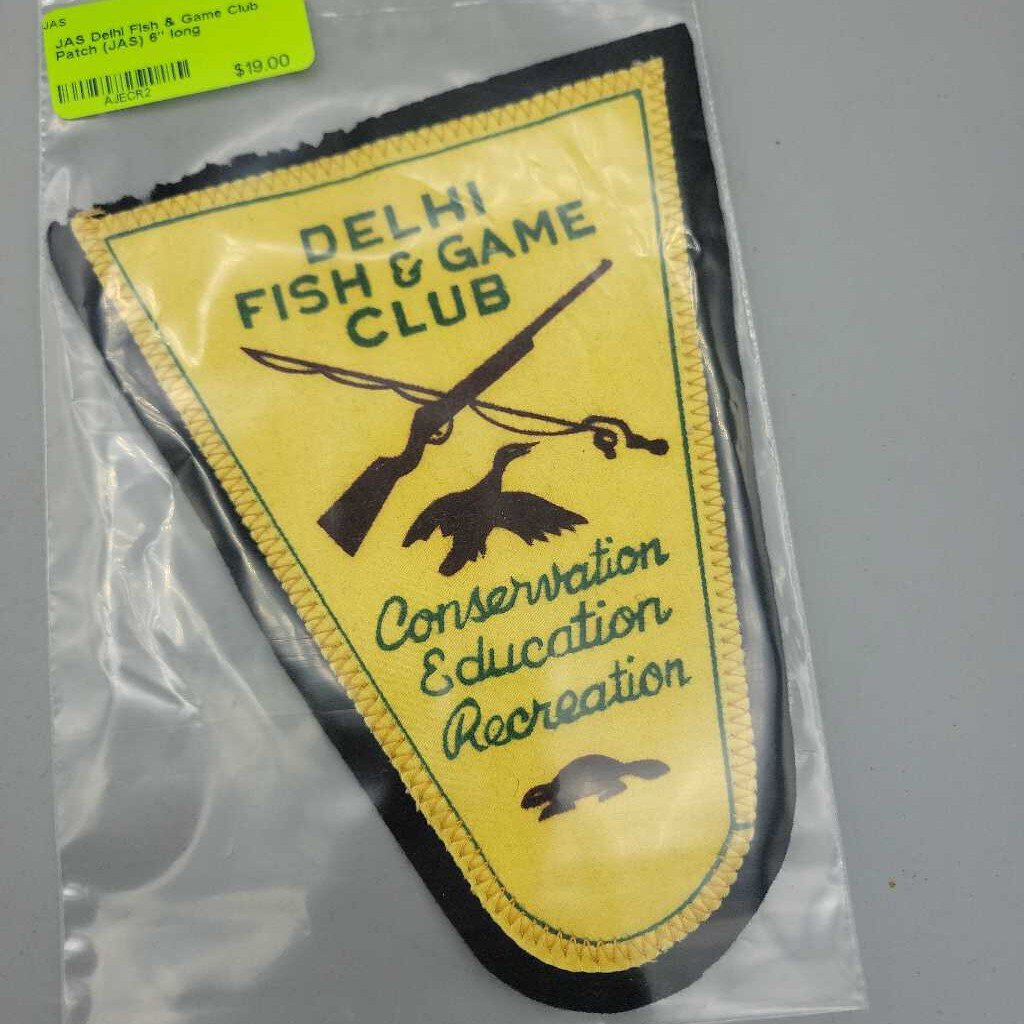 JAS
JAS Delhi Fish & Game Club
Patch (JAS) 6" long
$19.00
AJECR2
DELHI
FISH & GAME
CLUB
Conservation
Education
Recreation